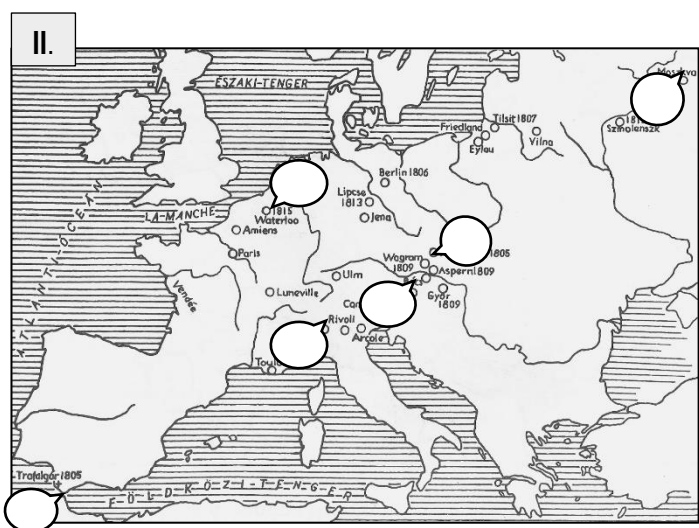 II.
Moszkva
ÉSZAKI-TENGER
Tilsit 1807
Friedland
Eylau
Vilna
Szmolenszk
Berlin 1806
Lipcse
1813
Jena
1815
Waterloo
LA-MANCHE
Amiens
ATLANTI-ÓCEÁN
Paris
Vendée
1805
Wagram
1809
Aspern 1809
Ulm
Luneville
Győr
1809
Rivoli
Arcole
Trafalgar 1805
FÖLDKÖZI-TENGER